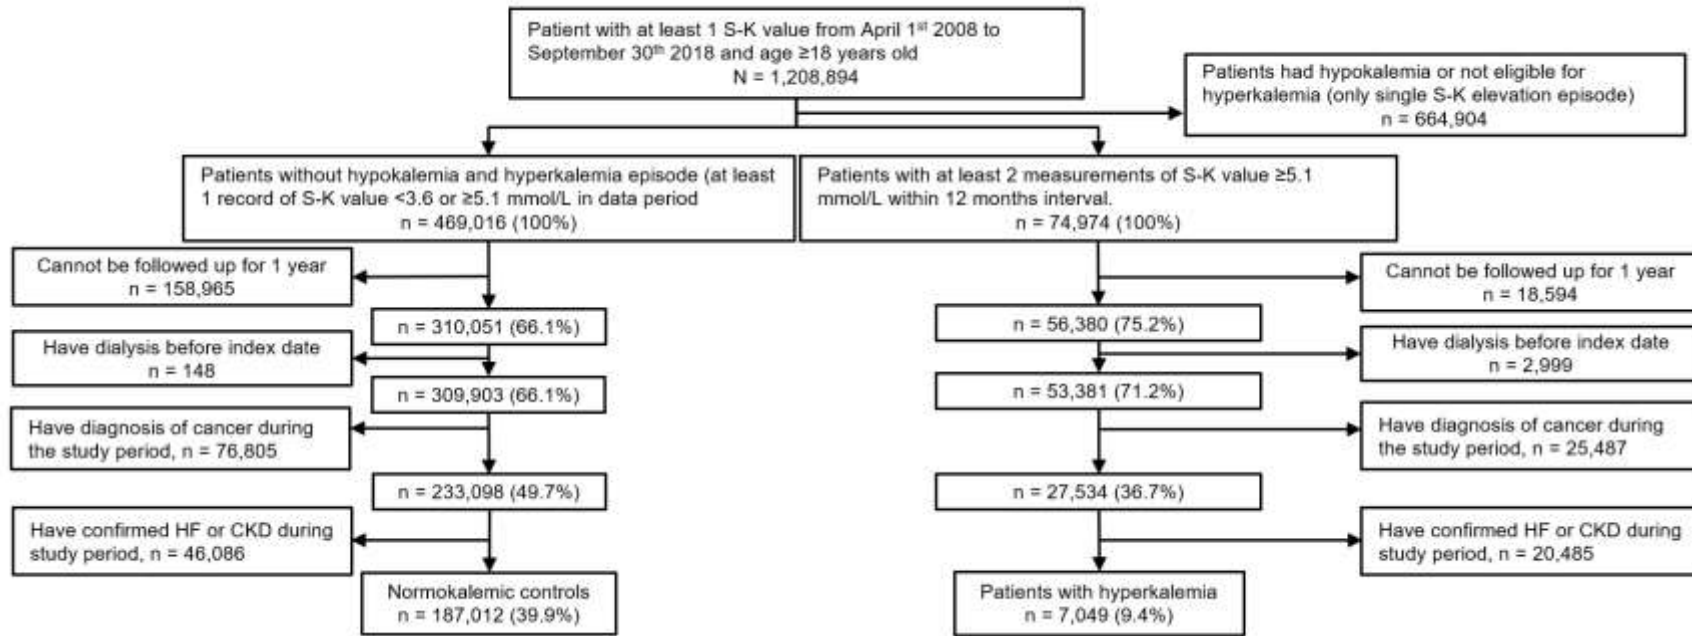 Patient with at least 1 S-K value from April 1st 2008 to
September 30th 2018 and age ≥18 years old
N = 1,208,894
Patients had hypokalemia or not eligible for
hyperkalemia (only single S-K elevation episode)
n = 664,904
Patients without hypokalemia and hyperkalemia episode (at least
1 record of S-K value <3.6 or ≥5.1 mmol/L in data period
n = 469,016 (100%)
Patients with at least 2 measurements of S-K value ≥5.1
mmol/L within 12 months interval.
n = 74,974 (100%)
Cannot be followed up for 1 year
n = 158,965
Cannot be followed up for 1 year
n = 18,594
n = 310,051 (66.1%)
n = 56,380 (75.2%)
Have dialysis before index date
n = 148
Have dialysis before index date
n = 2,999
n = 309,903 (66.1%)
n = 53,381 (71.2%)
Have diagnosis of cancer during
the study period, n = 76,805
Have diagnosis of cancer during
the study period, n = 25,487
n = 233,098 (49.7%)
n = 27,534 (36.7%)
Have confirmed HF or CKD during
study period, n = 46,086
Have confirmed HF or CKD during
study period, n = 20,485
Normokalemic controls
n = 187,012 (39.9%)
Patients with hyperkalemia
n = 7,049 (9.4%)